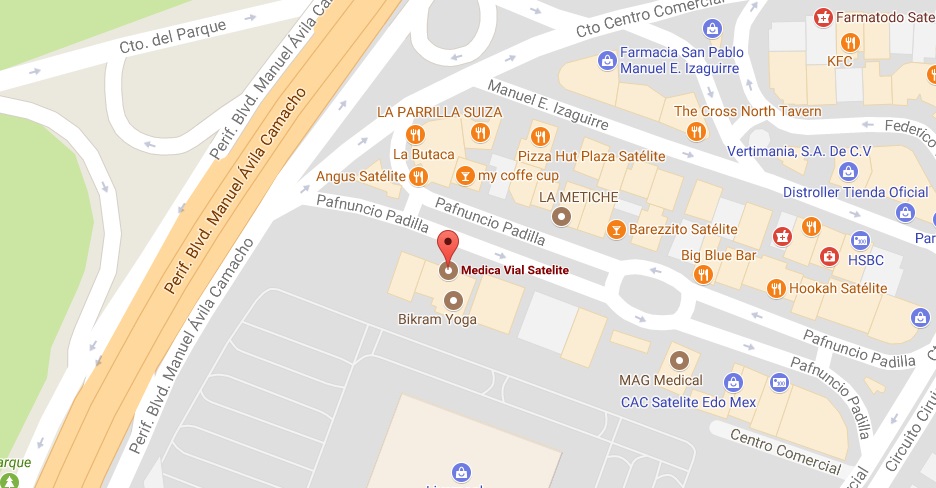 Cto. del Parque
Perif. Blvd. Manuel Ávila Ca
Cto Centro Comercial
Farmatodo Sate
KFC
Farmacia San Pablo
Manuel E. Izaguirre
Manuel E. Izaguirre
The Cross North Tavern
Federico
LA PARRILLA SUIZA
La Butaca
Pizza Hut Plaza Satélite
Vertimania, S.A. De C.V
Angus Satélite
my coffe cup
Distroller Tienda Oficial
LA METICHE
Pafnuncio Padilla
Pafnuncio Padilla
Barezzito Satélite
Par
HSBC
Perif. Blvd. Manuel Ávila Camacho
Medica Vial Satelite
Big Blue Bar
Hookah Satélite
Bikram Yoga
Perif. Blvd. Manuel Ávila Camacho
Pafnuncio Padilla
Pafnuncio Padilla
MAG Medical
CAC Satelite Edo Mex
Centro Comercial
Circuito Cirui
arque